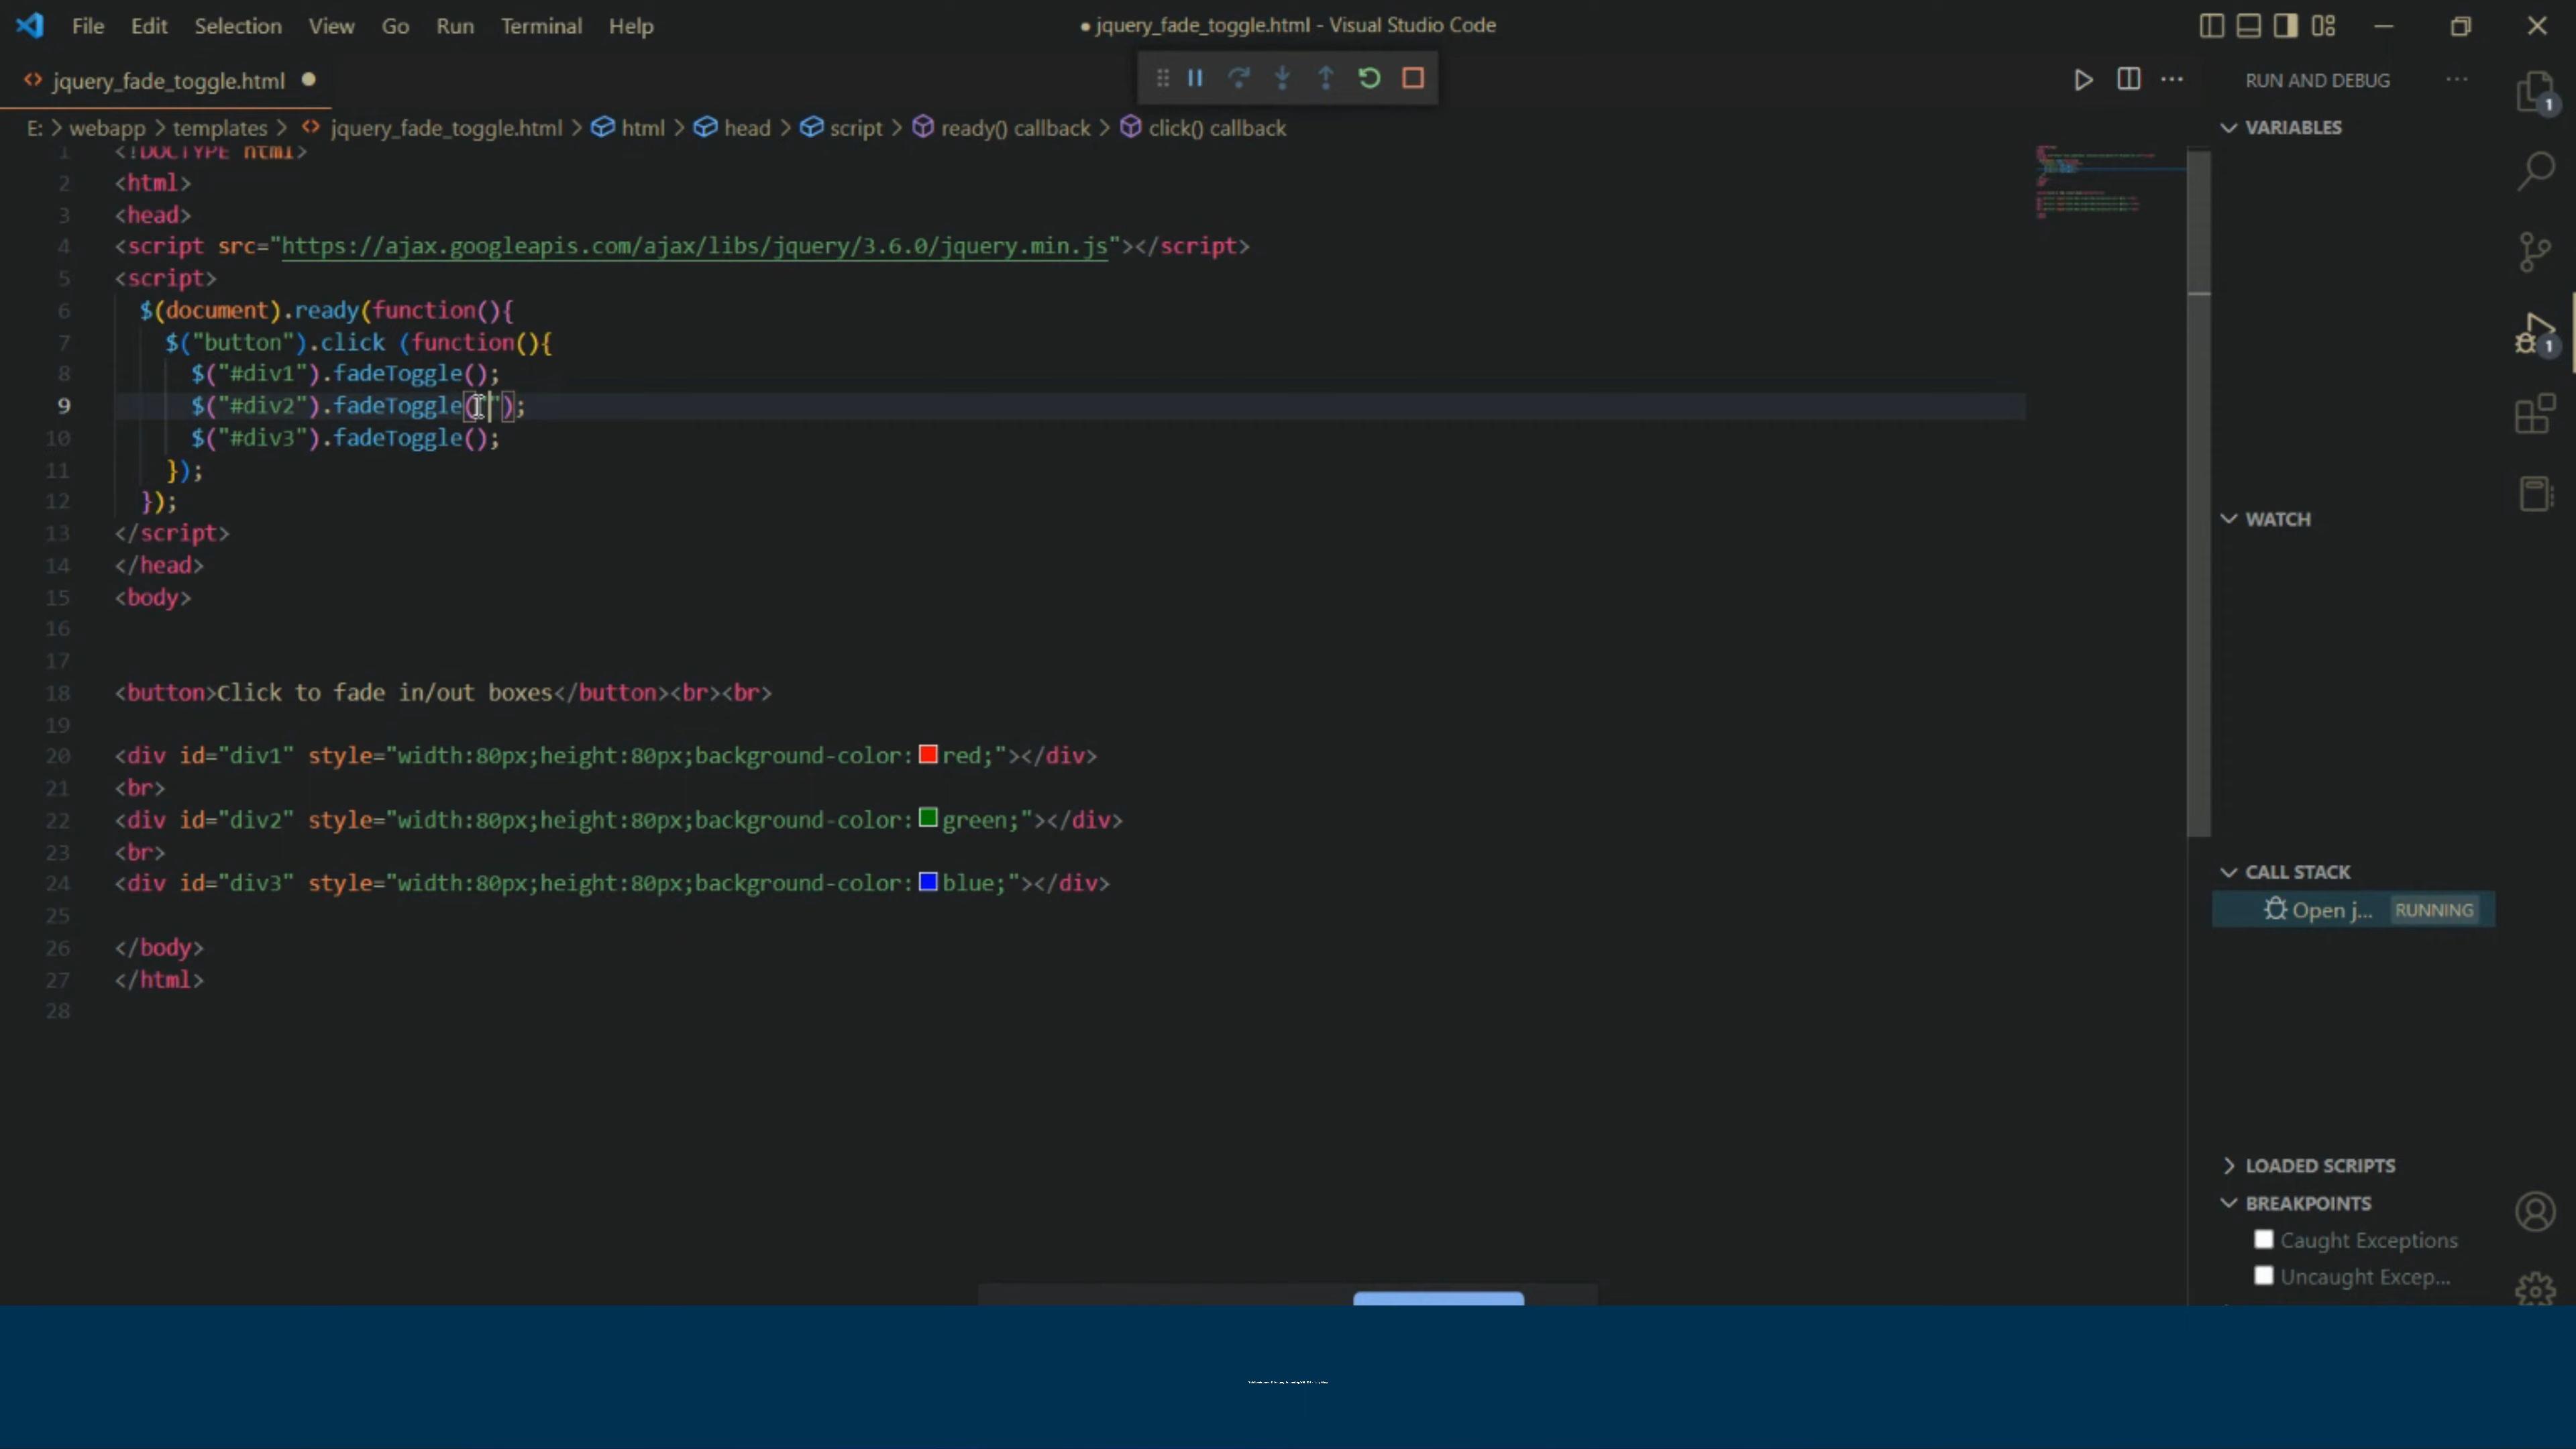 File Edit Selection View Go Run Terminal Help
● jquery_fade_toggle.html - Visual Studio Code
jquery_fade_toggle.html
RUN AND DEBUG
E: > webapp > templates > jquery_fade_toggle.html > html > head > script > ready() callback > click() callback
VARIABLES
1 <!DOCTYPE html>
2 <html>
3 <head>
4 <script src="https://ajax.googleapis.com/ajax/libs/jquery/3.6.0/jquery.min.js"></script>
5 <script>
6 $(document).ready(function(){
7 $("button").click (function(){
8 $("#div1").fadeToggle();
9 $("#div2").fadeToggle("");
10 $("#div3").fadeToggle();
11 });
12 });
13 </script>
14 </head>
15 <body>
16
17
18 <button>Click to fade in/out boxes</button><br><br>
19
20 <div id="div1" style="width:80px;height:80px;background-color:red;"></div>
21 <br>
22 <div id="div2" style="width:80px;height:80px;background-color:green;"></div>
23 <br>
24 <div id="div3" style="width:80px;height:80px;background-color:blue;"></div>
25
26 </body>
27 </html>
28
1
1
WATCH
CALL STACK
Open j... RUNNING
LOADED SCRIPTS
BREAKPOINTS
Caught Exceptions
Uncaught Excep...